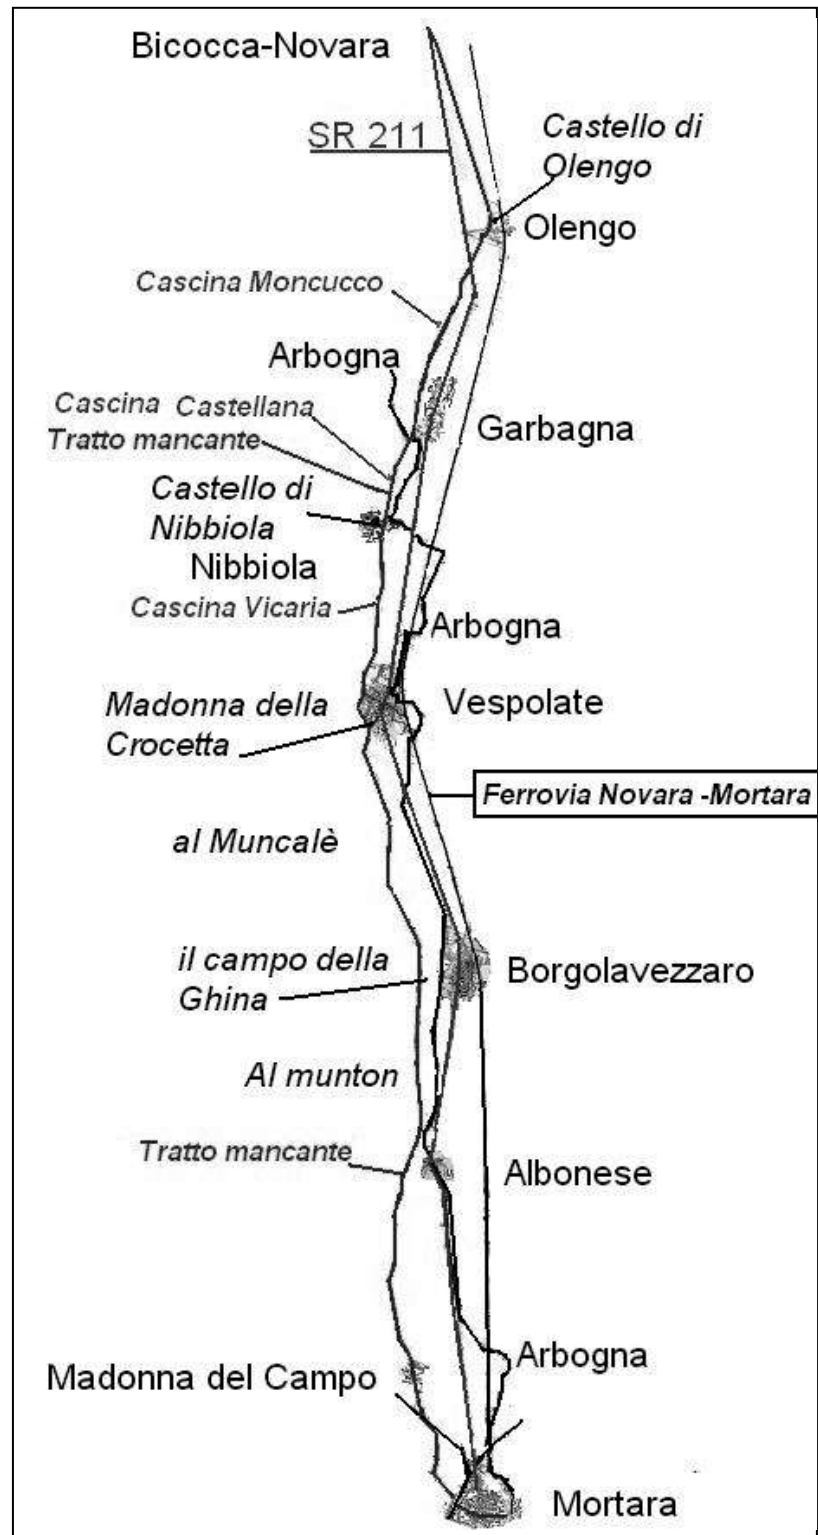 Bicocca-Novara
SR 211
Castello di
Olengo
Olengo
Cascina Moncucco
Arbogna
Cascina Castellana
Tratto mancante
Garbagna
Castello di
Nibbiola
Nibbiola
Cascina Vicaria
Arbogna
Madonna della
Crocetta
Vespolate
Ferrovia Novara -Mortara
al Muncalè
il campo della
Ghina
Borgolavezzaro
Al munton
Tratto mancante
Albonese
Arbogna
Madonna del Campo
Mortara